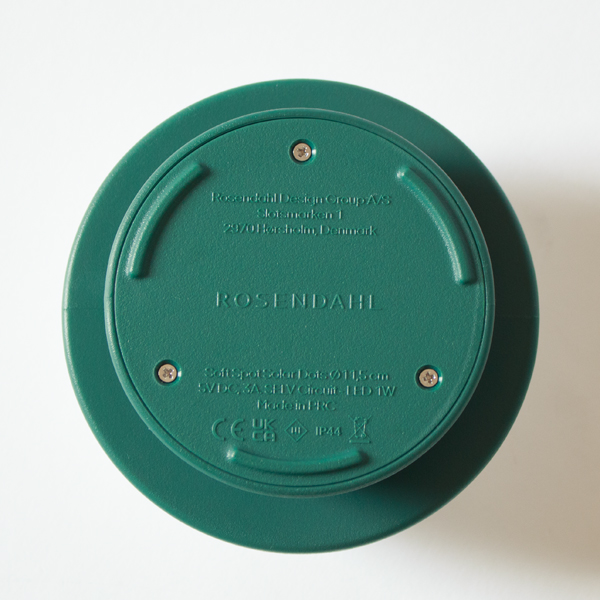 Rosendahl Design Group A/S
Slotsmarken 1
2970 Hørsholm, Denmark
ROSENDAHL
Soft Spot Solar Dots Ø 11,5 cm
5V DC, 3A SELV Circuit - LED 1W
Made in PRC
CE UK CA III IP44